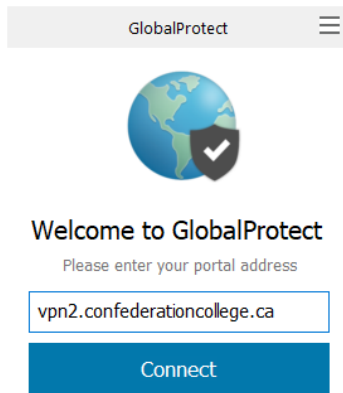 GlobalProtect
Welcome to GlobalProtect
Please enter your portal address
vpn2.confederationcollege.ca
Connect